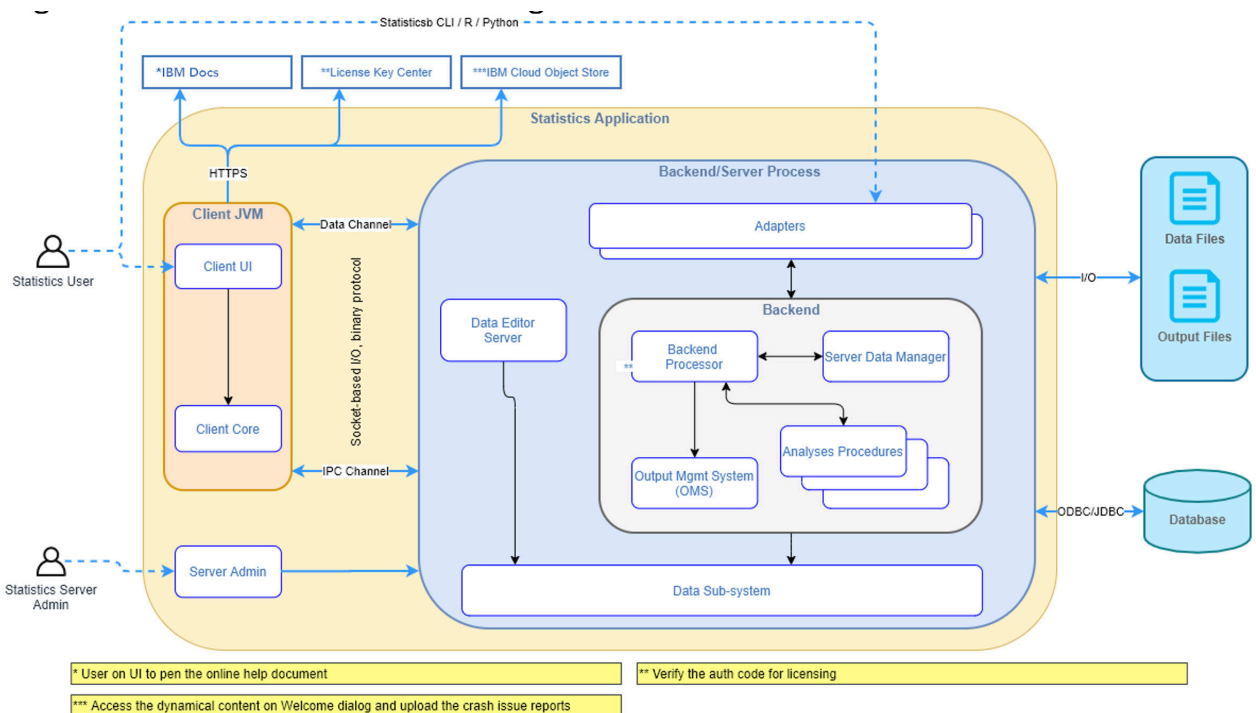 Statisticsb CLI / R / Python
*IBM Docs
**License Key Center
***IBM Cloud Object Store
Statistics Application
HTTPS
Backend/Server Process
Client JVM
Data Channel
Adapters
Client UI
Statistics User
Socket-based I/O, binary protocol
Data Files
I/O
Output Files
Data Editor
Server
Backend
Backend
Processor
**
Server Data Manager
Client Core
Analyses Procedures
IPC Channel
Output Mgmt System
(OMS)
ODBC/JDBC
Database
Statistics Server
Admin
Server Admin
Data Sub-system
* User on UI to pen the online help document
** Verify the auth code for licensing
*** Access the dynamical content on Welcome dialog and upload the crash issue reports